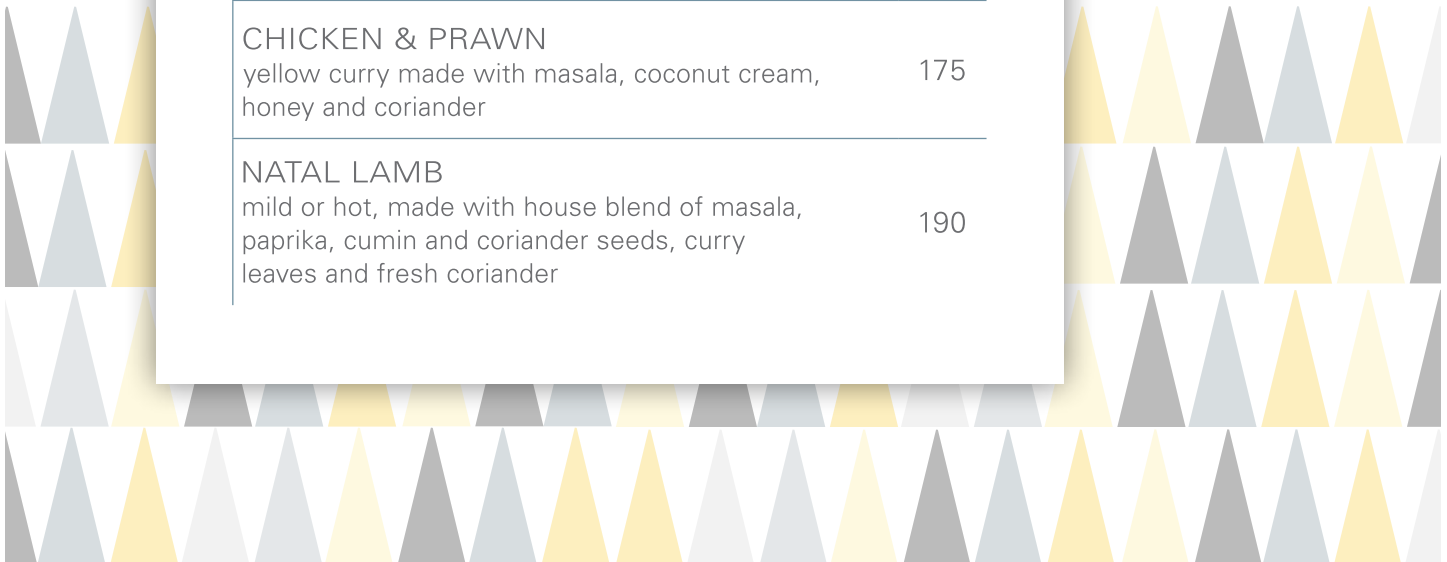 CHICKEN & PRAWN
yellow curry made with masala, coconut cream,
honey and coriander
175
NATAL LAMB
mild or hot, made with house blend of masala,
paprika, cumin and coriander seeds, curry
leaves and fresh coriander
190